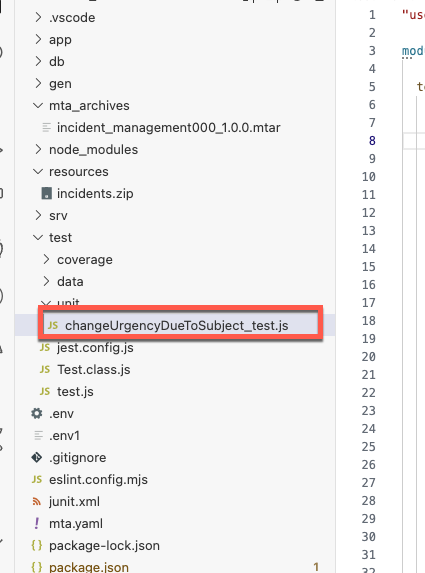 .vscode
app
db
gen
mta_archives
incident_management000_1.0.0.mtar
node_modules
resources
incidents.zip
srv
test
coverage
data
unit
JS changeUrgencyDueToSubject_test.js
JS jest.config.js
JS Test.class.js
JS test.js
.env
.env1
.gitignore
JS eslint.config.mjs
junit.xml
! mta.yaml
{} package-lock.json
{} package.json 1
1 "use
2
3 modu
4
5 te
6
7
8
9
10
11
12
13
14
15
16
17
18
19
20
21
22
23
24
25
26
27
28
29
30
31
32